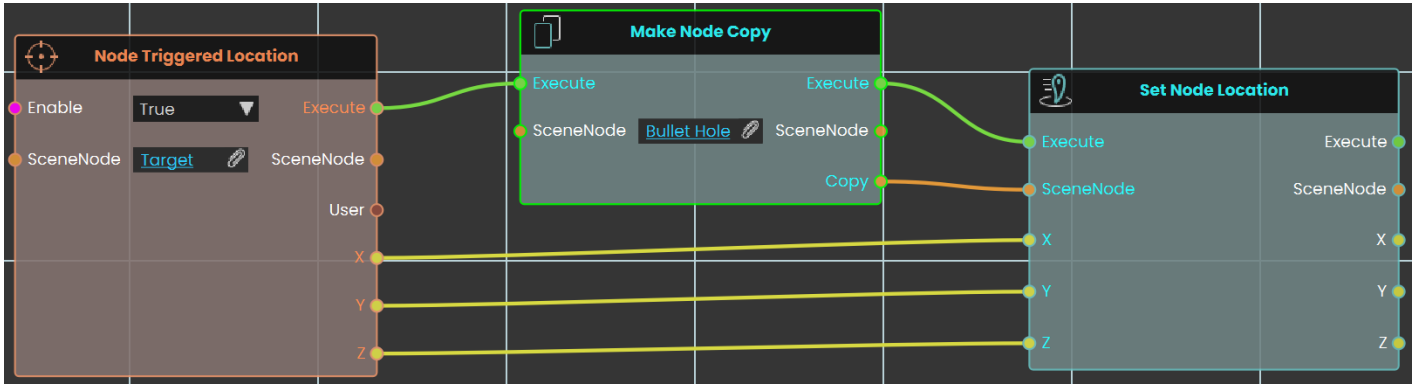 Node Triggered Location
Enable True Execute
SceneNode Target SceneNode
User
X
Y
Z
Make Node Copy
Execute Execute
SceneNode Bullet Hole SceneNode
Copy
Set Node Location
Execute Execute
SceneNode SceneNode
X X
Y Y
Z Z